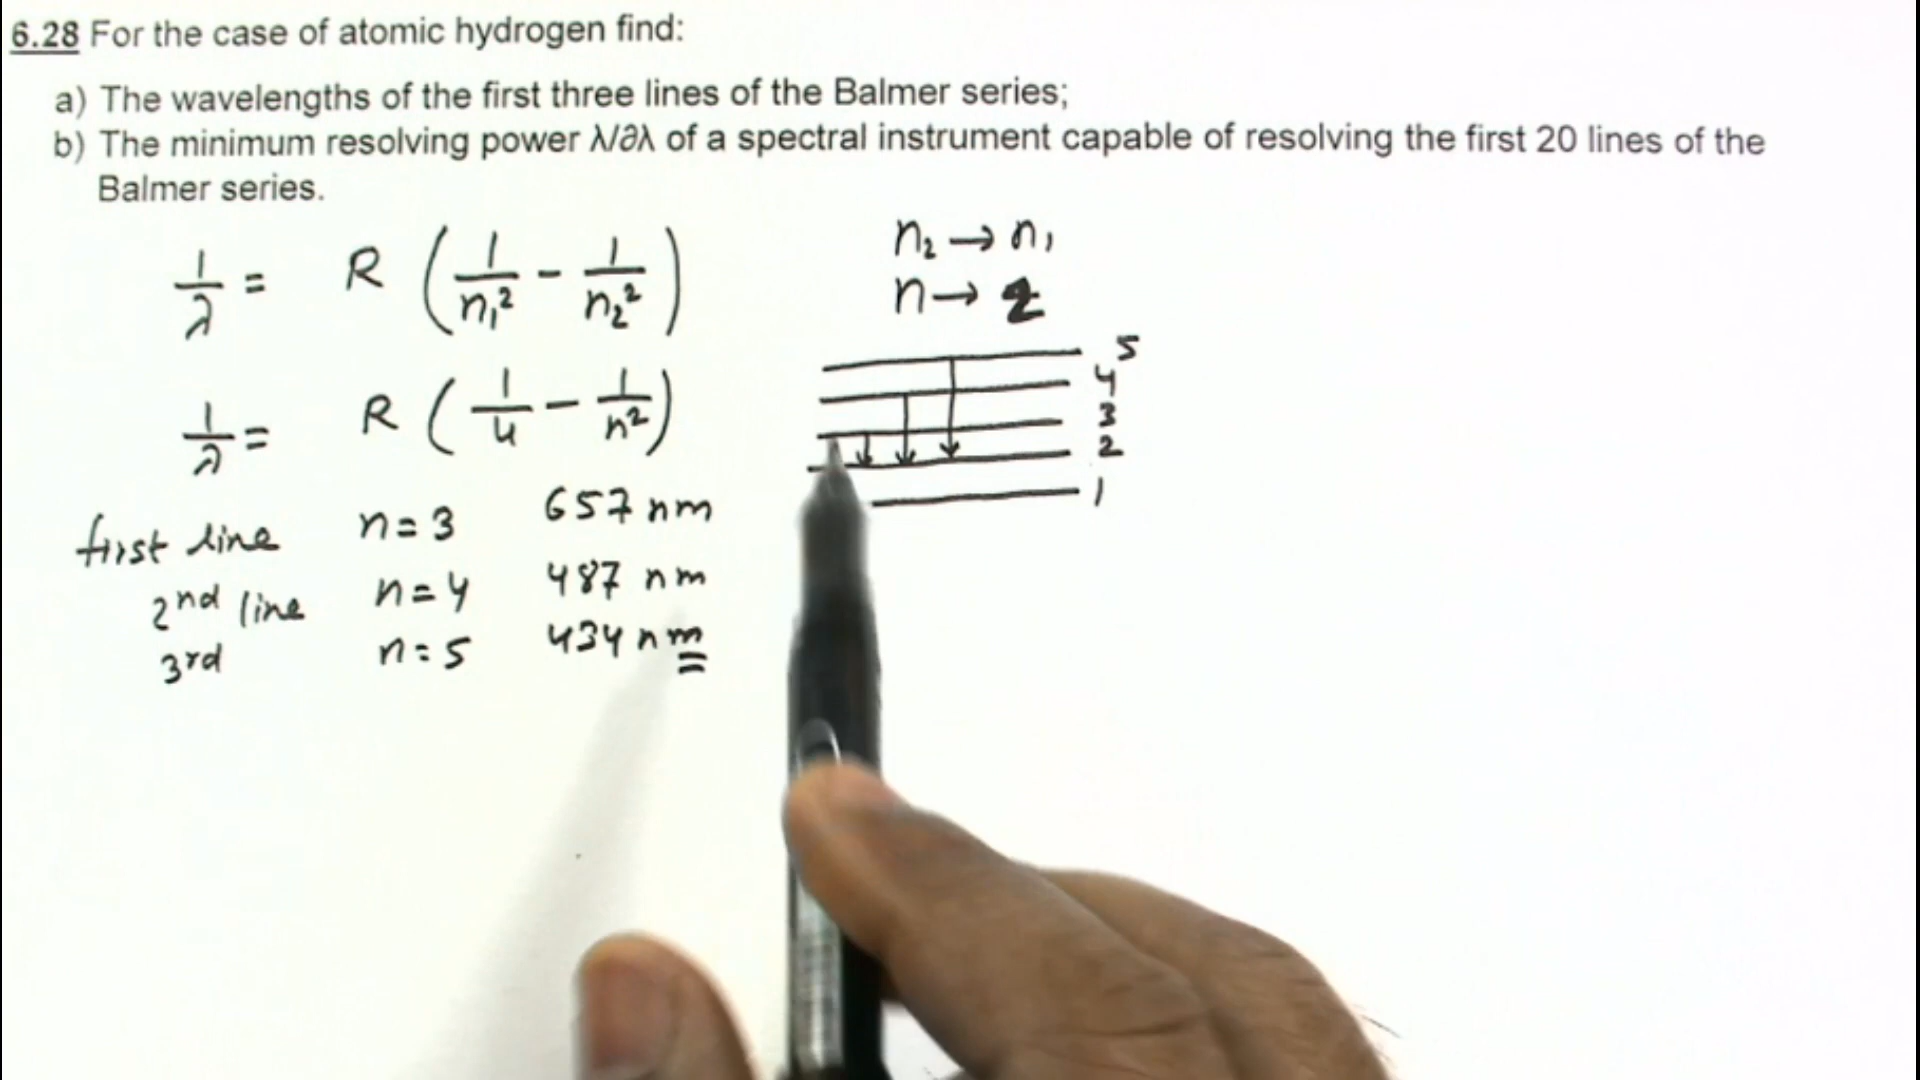 6.28 For the case of atomic hydrogen find:
a) The wavelengths of the first three lines of the Balmer series;
b) The minimum resolving power λ/∂λ of a spectral instrument capable of resolving the first 20 lines of the
Balmer series.
1/λ = R (1/n₁² - 1/n₂²)
n₂ → n₁
n → 2
1/λ = R (1/4 - 1/n²)
5
4
3
2
1
first line n = 3 657 nm
2nd line n = 4 487 nm
3rd n = 5 434 nm